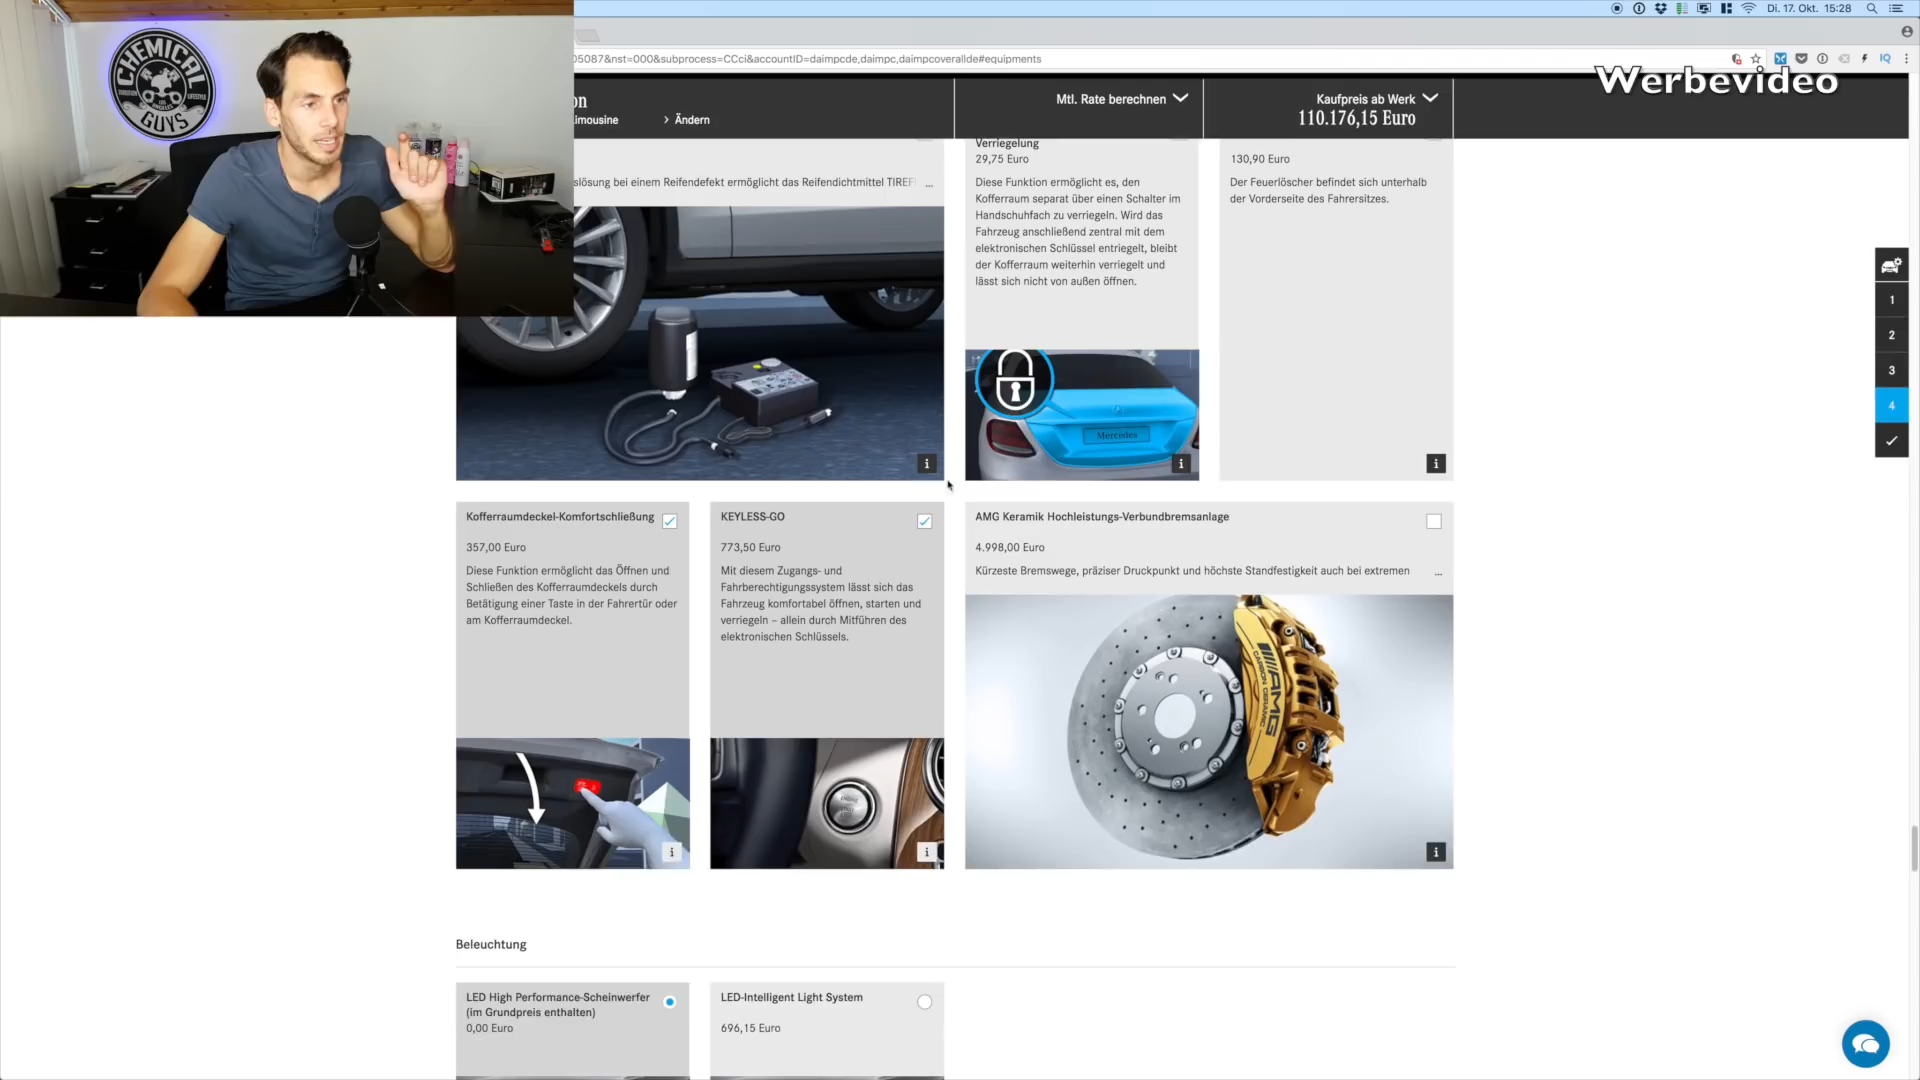 Di. 17. Okt. 15:28
05087&nst=000&subprocess=CCci&accountID=daimpcde,daimpc,daimpcoverallde#equipments
Werbevideo
CHEMICAL
GUYS
on
Limousine
Ändern
Mtl. Rate berechnen
Kaufpreis ab Werk
110.176,15 Euro
slösung bei einem Reifendefekt ermöglicht das Reifendichtmittel TIREF
...
Verriegelung
29,75 Euro
Diese Funktion ermöglicht es, den
Kofferraum separat über einen Schalter im
Handschuhfach zu verriegeln. Wird das
Fahrzeug anschließend zentral mit dem
elektronischen Schlüssel entriegelt, bleibt
der Kofferraum weiterhin verriegelt und
lässt sich nicht von außen öffnen.
Mercedes
130,90 Euro
Der Feuerlöscher befindet sich unterhalb
der Vorderseite des Fahrersitzes.
1
2
3
4
Kofferraumdeckel-Komfortschließung
357,00 Euro
Diese Funktion ermöglicht das Öffnen und
Schließen des Kofferraumdeckels durch
Betätigung einer Taste in der Fahrertür oder
am Kofferraumdeckel.
KEYLESS-GO
773,50 Euro
Mit diesem Zugangs- und
Fahrberechtigungssystem lässt sich das
Fahrzeug komfortabel öffnen, starten und
verriegeln – allein durch Mitführen des
elektronischen Schlüssels.
AMG Keramik Hochleistungs-Verbundbremsanlage
4.998,00 Euro
Kürzeste Bremswege, präziser Druckpunkt und höchste Standfestigkeit auch bei extremen
...
AMG
CARBON CERAMIC
Beleuchtung
LED High Performance-Scheinwerfer
(im Grundpreis enthalten)
0,00 Euro
LED-Intelligent Light System
696,15 Euro